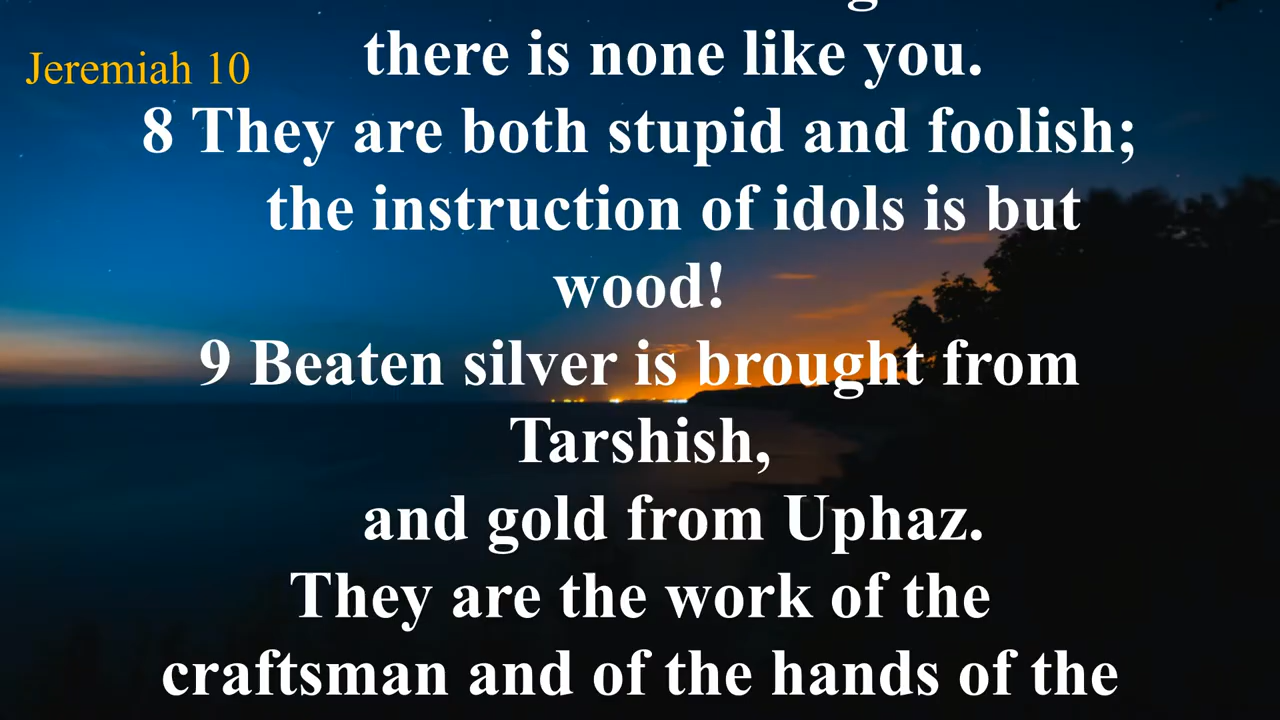 Jeremiah 10
there is none like you.
8 They are both stupid and foolish;
the instruction of idols is but
wood!
9 Beaten silver is brought from
Tarshish,
and gold from Uphaz.
They are the work of the
craftsman and of the hands of the